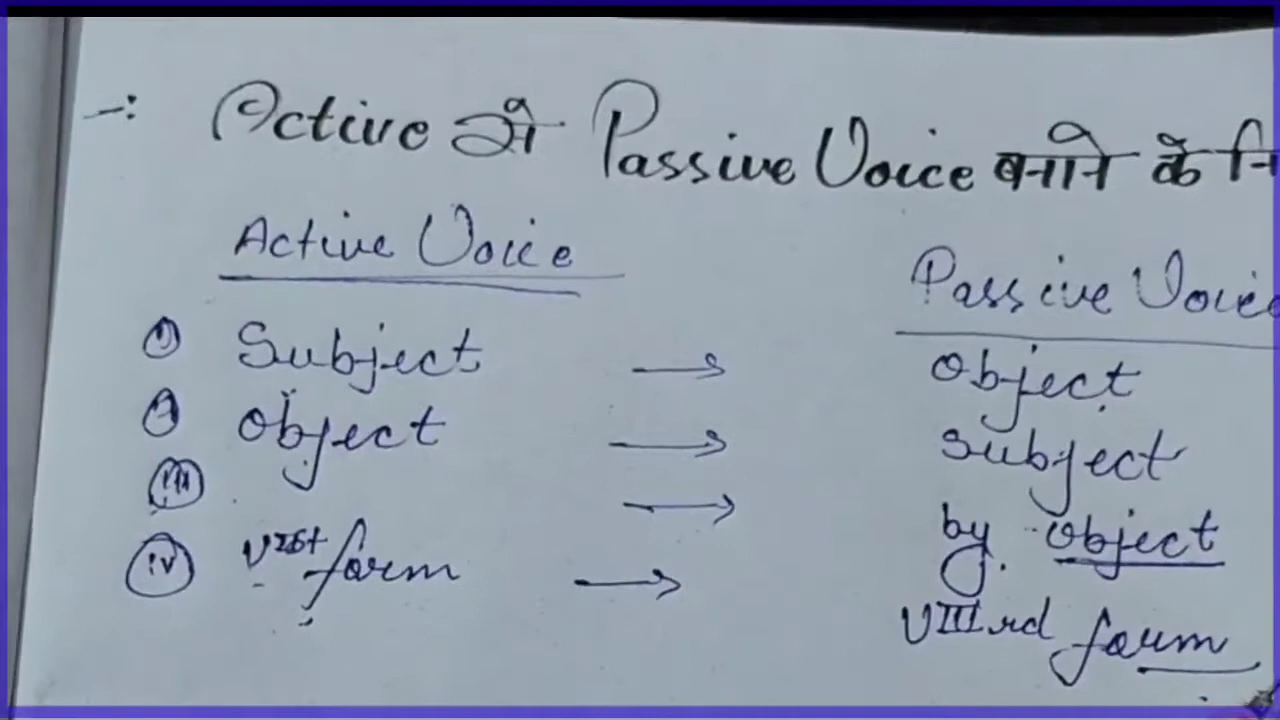 -: Active से Passive Voice बनाने के नि
Active Voice
Passive Voice
① Subject → object
object → subject
(iii) → by object
(iv) VIst form → VIIIrd form